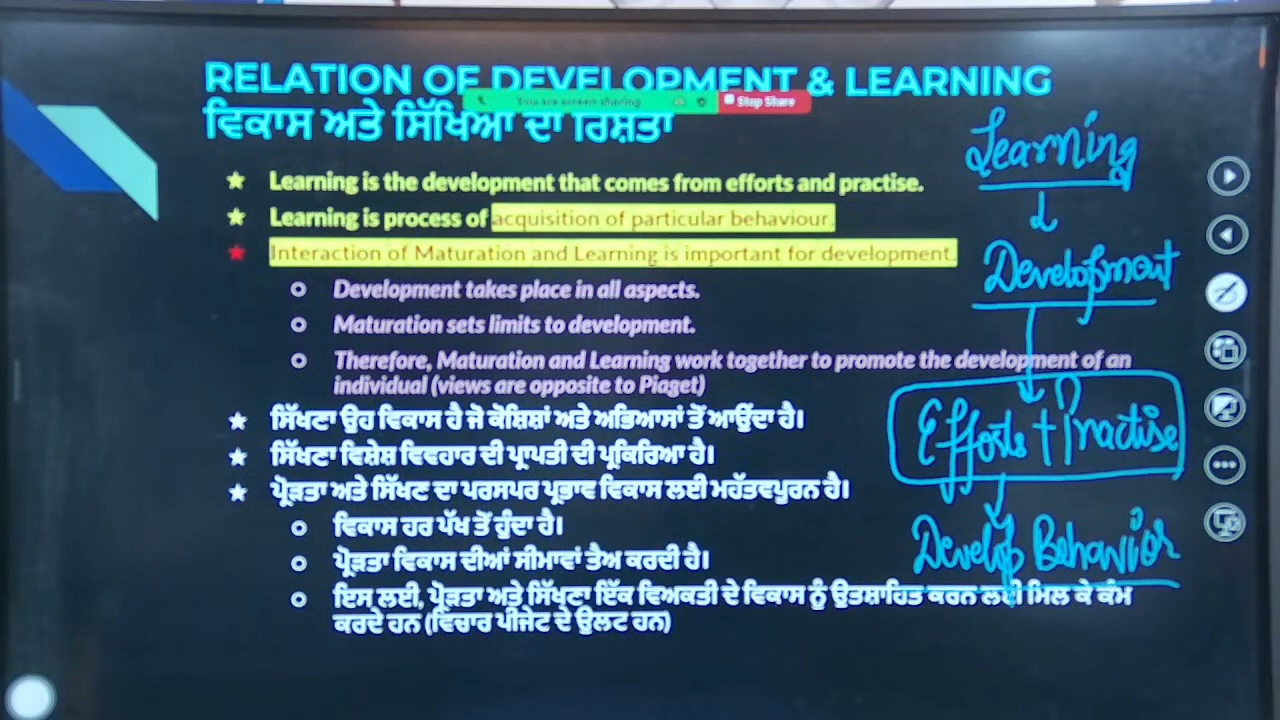 RELATION OF DEVELOPMENT & LEARNING
You are screen sharing
Stop Share
ਵਿਕਾਸ ਅਤੇ ਸਿੱਖਿਆ ਦਾ ਰਿਸ਼ਤਾ
Learning is the development that comes from efforts and practise.
Learning is process of acquisition of particular behaviour.
Interaction of Maturation and Learning is important for development.
Development takes place in all aspects.
Maturation sets limits to development.
Therefore, Maturation and Learning work together to promote the development of an
individual (views are opposite to Piaget)
ਸਿੱਖਣਾ ਉਹ ਵਿਕਾਸ ਹੈ ਜੋ ਕੋਸ਼ਿਸ਼ਾਂ ਅਤੇ ਅਭਿਆਸਾਂ ਤੋਂ ਆਉਂਦਾ ਹੈ।
ਸਿੱਖਣਾ ਵਿਸ਼ੇਸ਼ ਵਿਵਹਾਰ ਦੀ ਪ੍ਰਾਪਤੀ ਦੀ ਪ੍ਰਕਿਰਿਆ ਹੈ।
ਪ੍ਰੋੜਤਾ ਅਤੇ ਸਿੱਖਣ ਦਾ ਪਰਸਪਰ ਪ੍ਰਭਾਵ ਵਿਕਾਸ ਲਈ ਮਹੱਤਵਪੂਰਨ ਹੈ।
ਵਿਕਾਸ ਹਰ ਪੱਖ ਤੋਂ ਹੁੰਦਾ ਹੈ।
ਪ੍ਰੋੜਤਾ ਵਿਕਾਸ ਦੀਆਂ ਸੀਮਾਵਾਂ ਤੈਅ ਕਰਦੀ ਹੈ।
ਇਸ ਲਈ, ਪ੍ਰੋੜਤਾ ਅਤੇ ਸਿੱਖਣਾ ਇੱਕ ਵਿਅਕਤੀ ਦੇ ਵਿਕਾਸ ਨੂੰ ਉਤਸ਼ਾਹਿਤ ਕਰਨ ਲਈ ਮਿਲ ਕੇ ਕੰਮ
ਕਰਦੇ ਹਨ (ਵਿਚਾਰ ਪੀਜੇਟ ਦੇ ਉਲਟ ਹਨ)
Learning
Development
Efforts + Practise
Develop Behavior